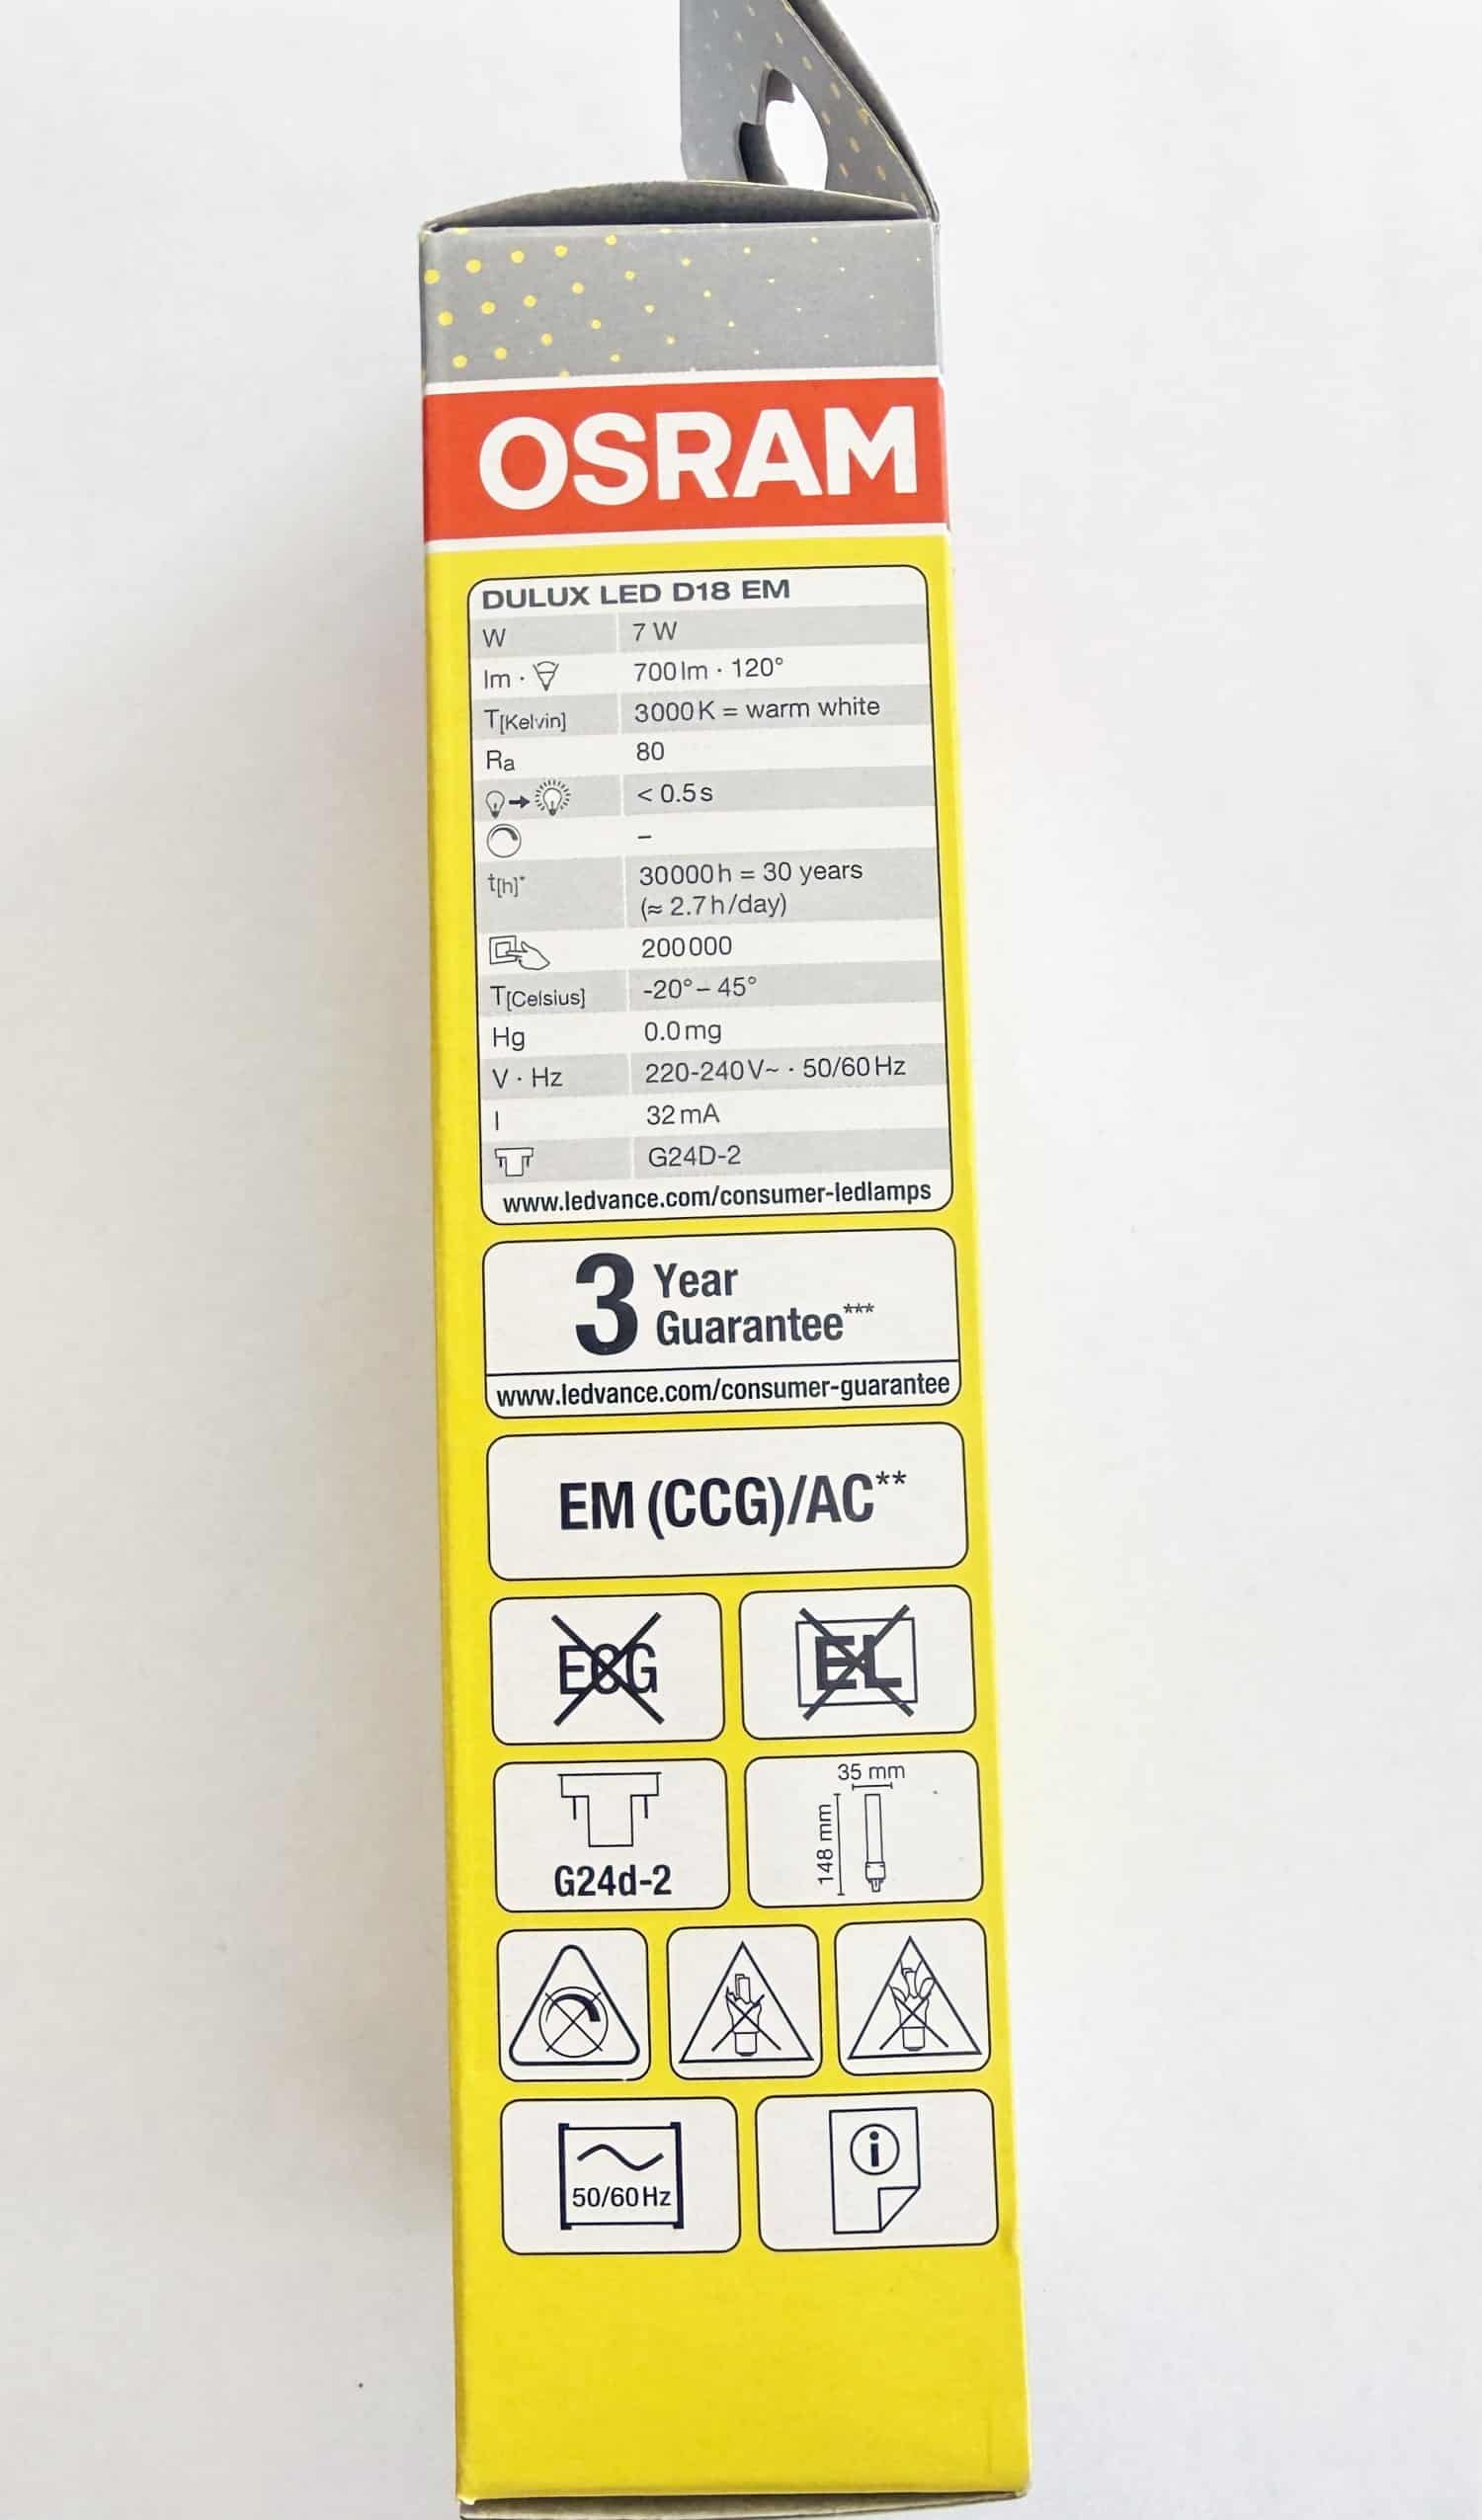 OSRAM
DULUX LED D18 EM
W 7 W
lm · 700 lm · 120°
T[Kelvin] 3000 K = warm white
Ra 80
< 0.5 s
–
t[h]* 30000 h = 30 years
(≈ 2.7 h/day)
200 000
T[Celsius] -20° – 45°
Hg 0.0 mg
V · Hz 220-240 V~ · 50/60 Hz
I 32 mA
G24D-2
www.ledvance.com/consumer-ledlamps
3 Year
Guarantee***
www.ledvance.com/consumer-guarantee
EM (CCG)/AC**
EL
G24d-2
35 mm
148 mm
50/60 Hz
i